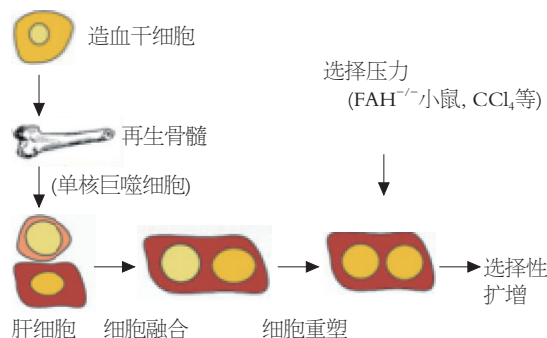 造血干细胞
选择压力
(FAH⁻/⁻小鼠, CCl₄等)
再生骨髓
(单核巨噬细胞)
选择性
扩增
肝细胞 细胞融合 细胞重塑